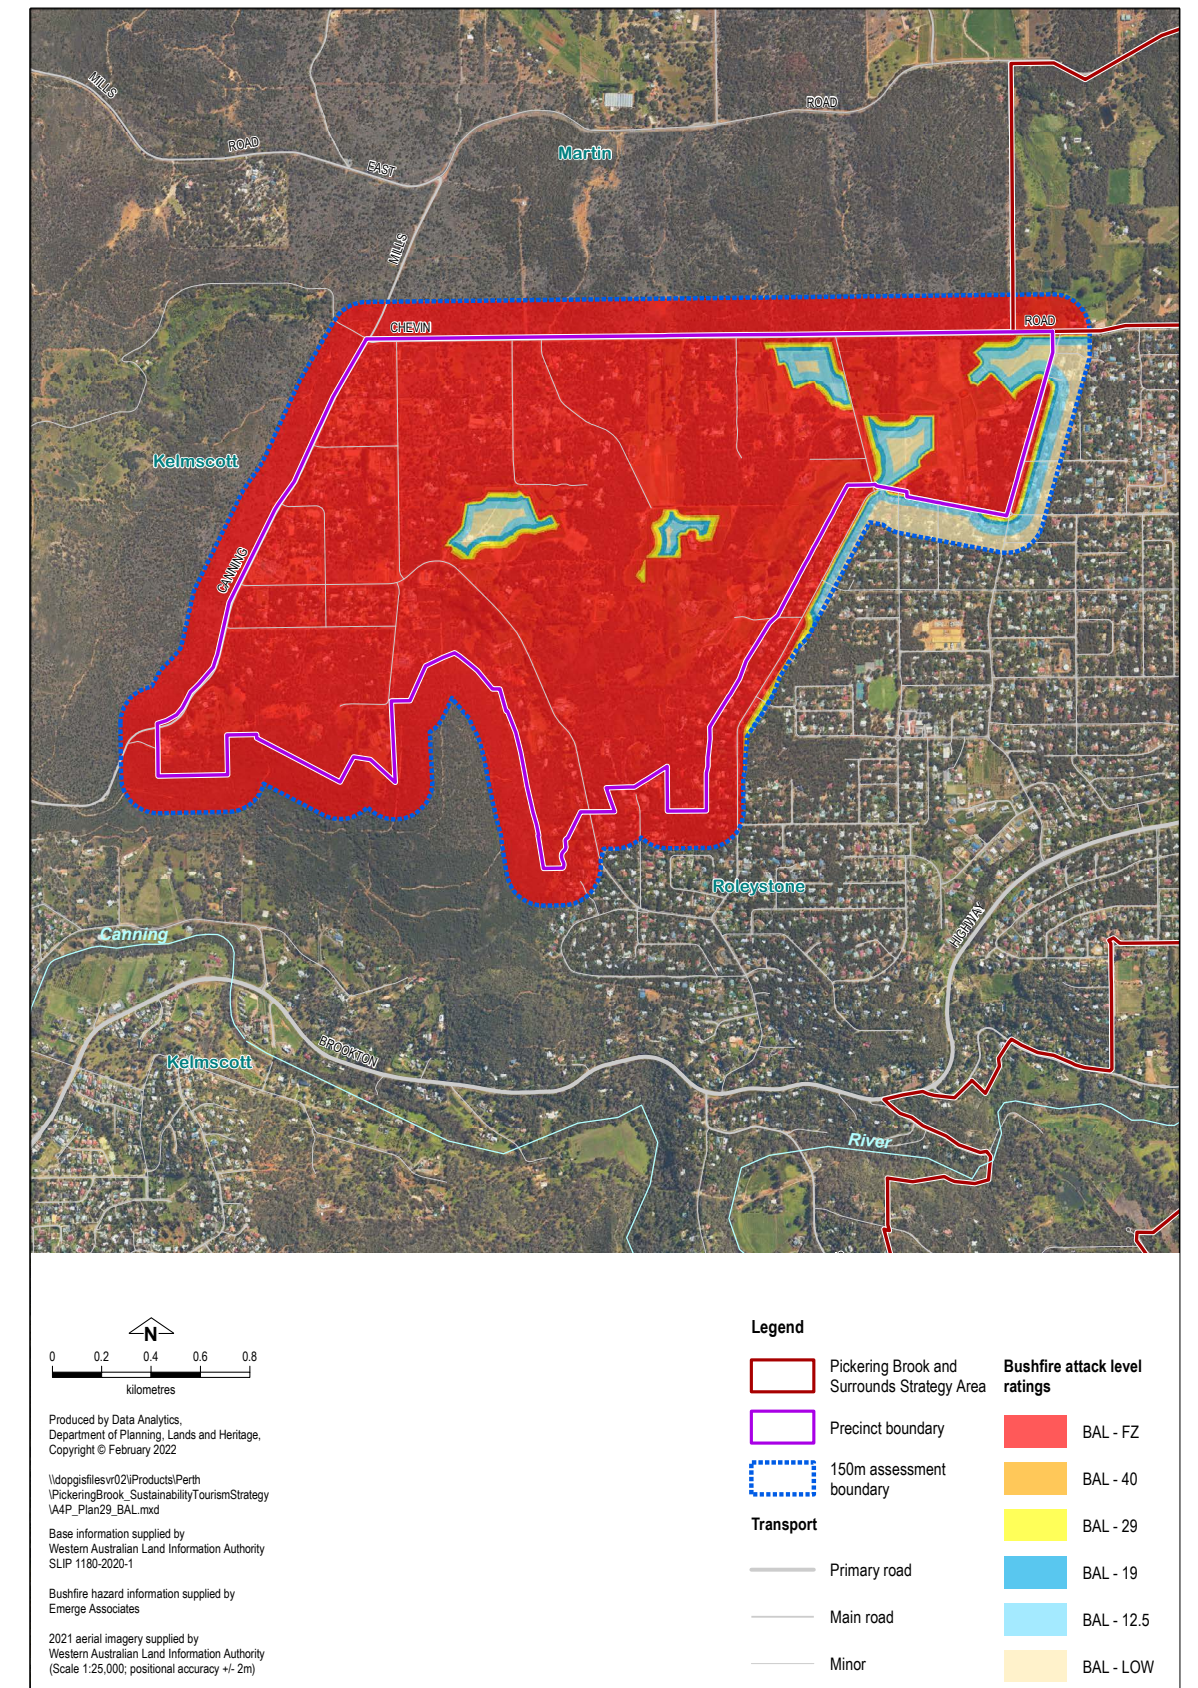 MILLS
ROAD
EAST
ROAD
Martin
MILLS
CHEVIN
ROAD
Kelmscott
CANNING
Roleystone
HIGHWAY
Canning
Kelmscott
BROOKTON
River
N
0 0.2 0.4 0.6 0.8
kilometres
Produced by Data Analytics,
Department of Planning, Lands and Heritage,
Copyright © February 2022
\\dopgisfilesvr02\iProducts\Perth
\PickeringBrook_SustainabilityTourismStrategy
\A4P_Plan29_BAL.mxd
Base information supplied by
Western Australian Land Information Authority
SLIP 1180-2020-1
Bushfire hazard information supplied by
Emerge Associates
2021 aerial imagery supplied by
Western Australian Land Information Authority
(Scale 1:25,000; positional accuracy +/- 2m)
Legend
Pickering Brook and
Surrounds Strategy Area
Precinct boundary
150m assessment
boundary
Transport
Primary road
Main road
Minor
Bushfire attack level
ratings
BAL - FZ
BAL - 40
BAL - 29
BAL - 19
BAL - 12.5
BAL - LOW